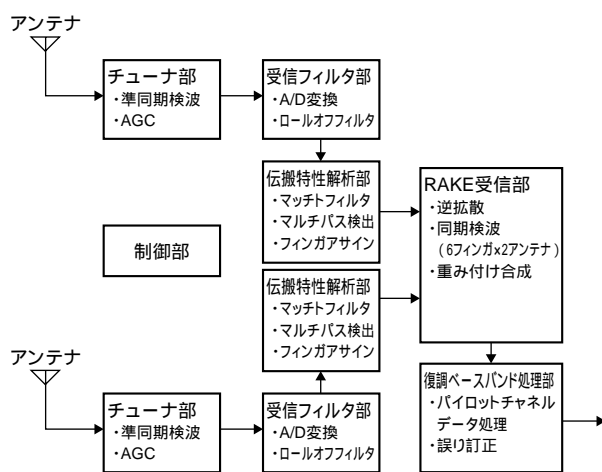 アンテナ
チューナ部
・準同期検波
・AGC
受信フィルタ部
・A/D変換
・ロールオフフィルタ
伝搬特性解析部
・マッチトフィルタ
・マルチパス検出
・フィンガアサイン
RAKE受信部
・逆拡散
・同期検波
(6フィンガx2アンテナ)
・重み付け合成
制御部
伝搬特性解析部
・マッチトフィルタ
・マルチパス検出
・フィンガアサイン
アンテナ
チューナ部
・準同期検波
・AGC
受信フィルタ部
・A/D変換
・ロールオフフィルタ
復調ベースバンド処理部
・パイロットチャネル
データ処理
・誤り訂正